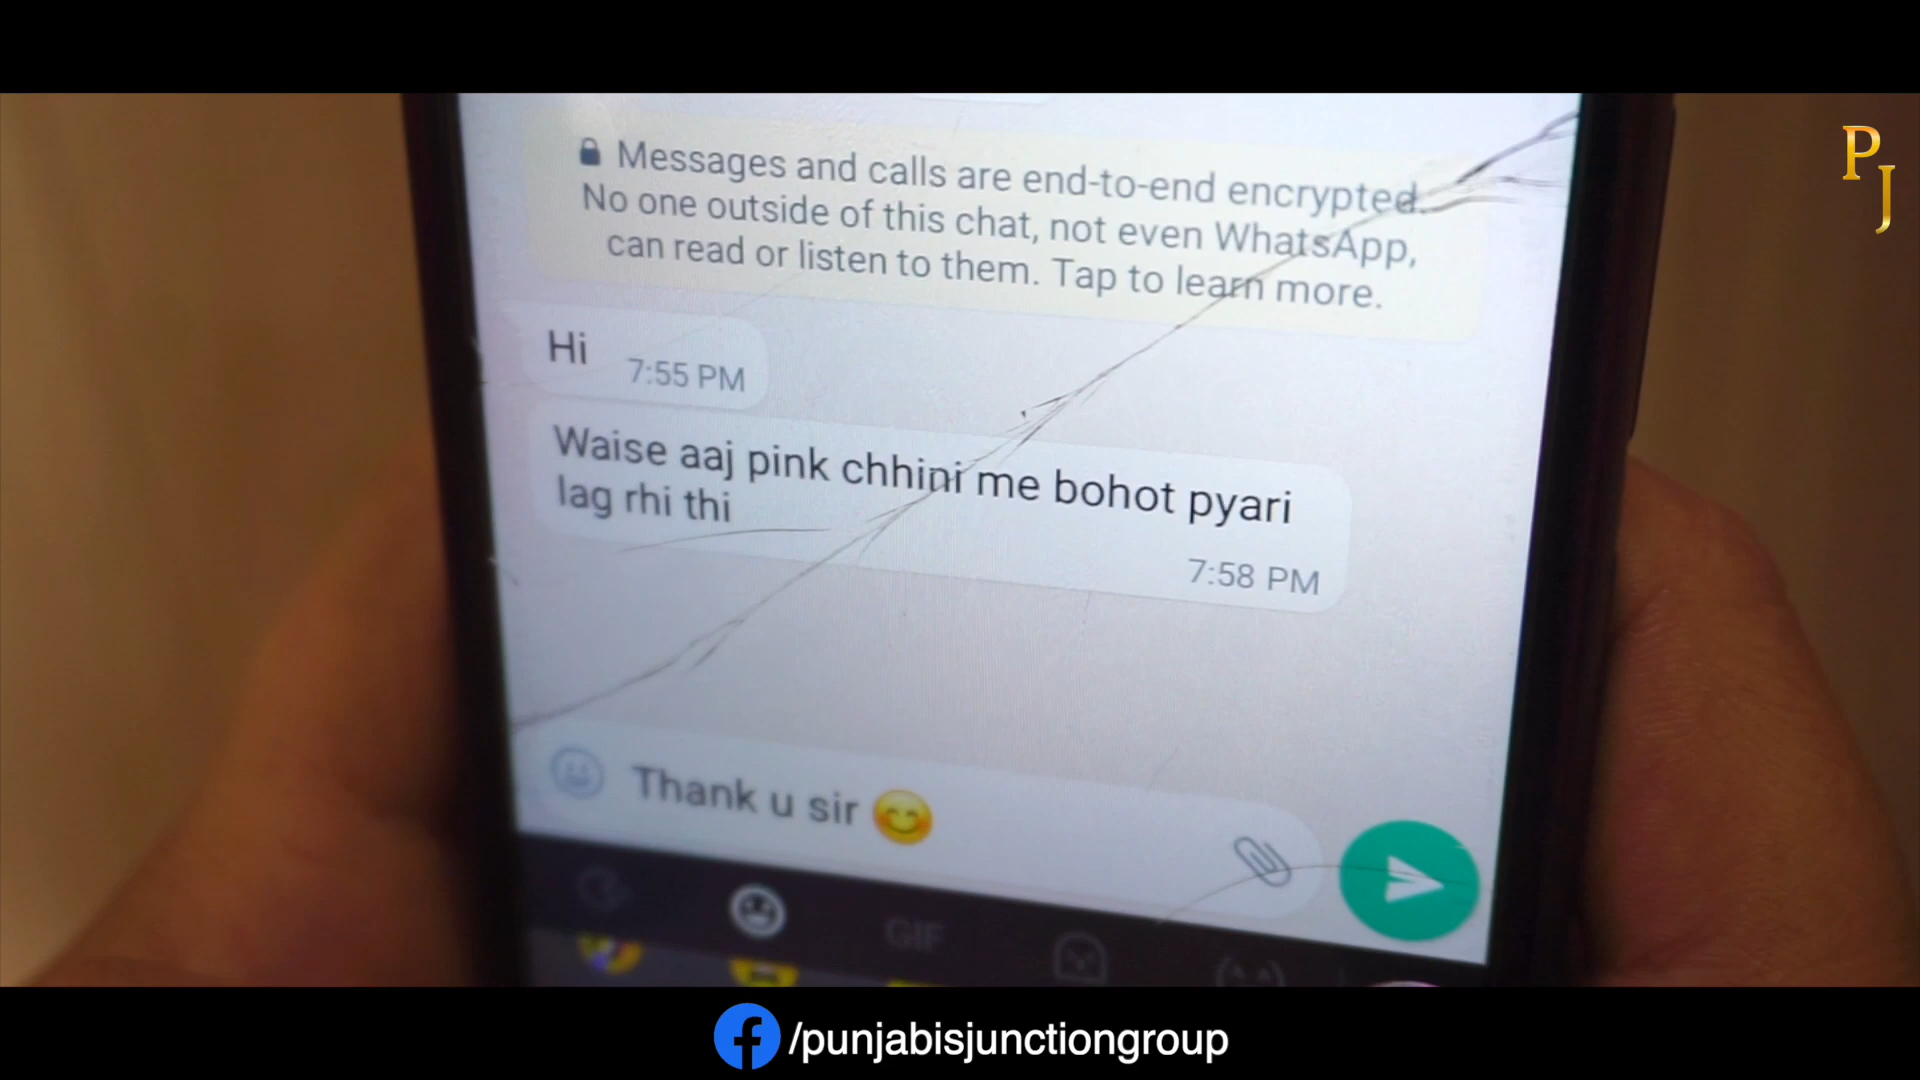 P
J
Messages and calls are end-to-end encrypted.
No one outside of this chat, not even WhatsApp,
can read or listen to them. Tap to learn more.
Hi
7:55 PM
Waise aaj pink chhini me bohot pyari
lag rhi thi
7:58 PM
Thank u sir 😊
GIF
/punjabisjunctiongroup